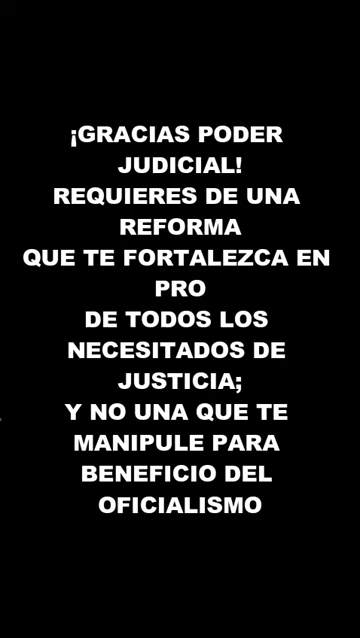 ¡GRACIAS PODER
JUDICIAL!
REQUIERES DE UNA
REFORMA
QUE TE FORTALEZCA EN
PRO
DE TODOS LOS
NECESITADOS DE
JUSTICIA;
Y NO UNA QUE TE
MANIPULE PARA
BENEFICIO DEL
OFICIALISMO